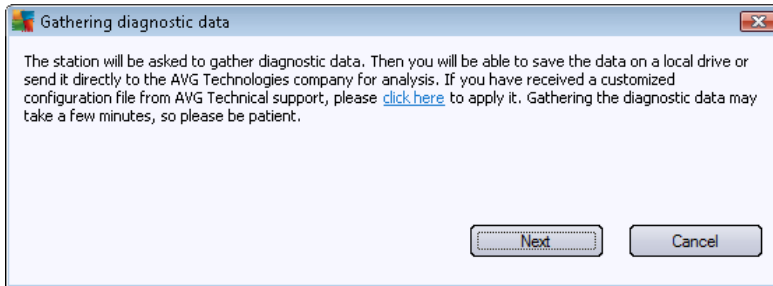 Gathering diagnostic data
The station will be asked to gather diagnostic data. Then you will be able to save the data on a local drive or
send it directly to the AVG Technologies company for analysis. If you have received a customized
configuration file from AVG Technical support, please click here to apply it. Gathering the diagnostic data may
take a few minutes, so please be patient.
Next Cancel